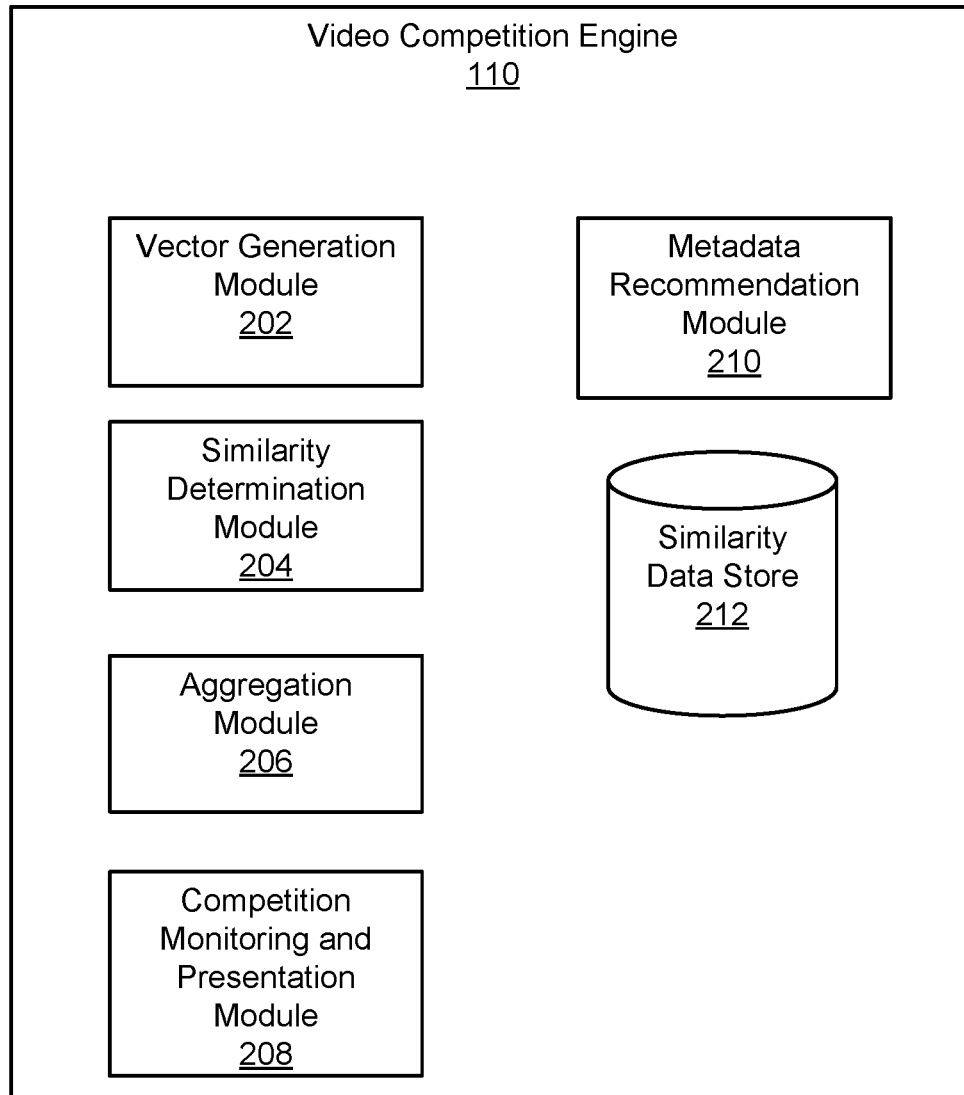 Video Competition Engine
110
Vector Generation
Module
202
Similarity
Determination
Module
204
Aggregation
Module
206
Competition
Monitoring and
Presentation
Module
208
Metadata
Recommendation
Module
210
Similarity
Data Store
212